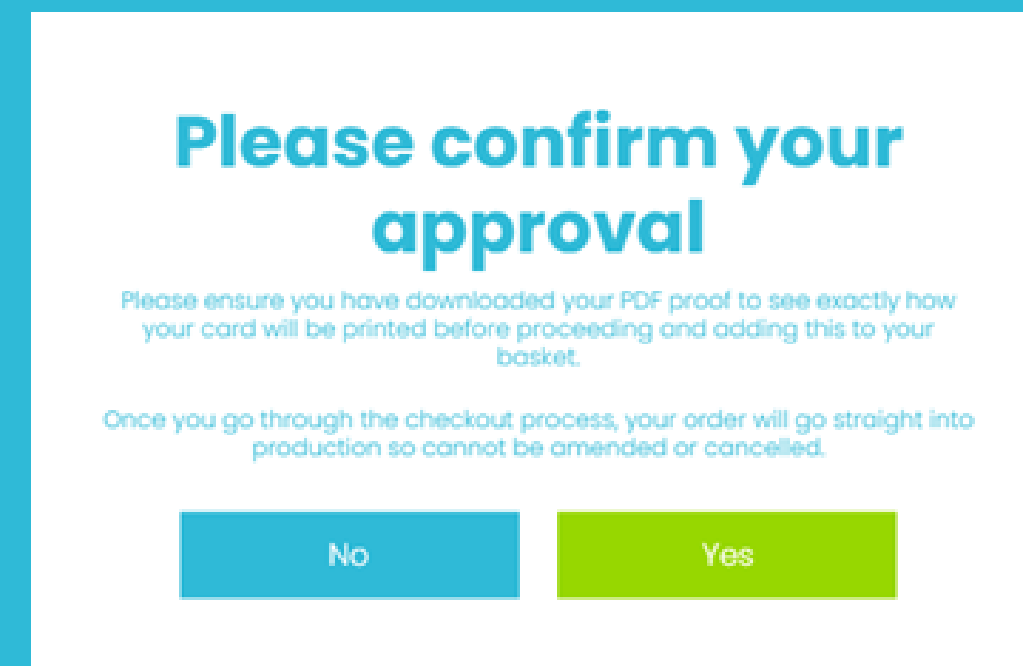 Please confirm your
approval
Please ensure you have downloaded your PDF proof to see exactly how
your card will be printed before proceeding and adding this to your
basket.
Once you go through the checkout process, your order will go straight into
production so cannot be amended or cancelled.
No
Yes